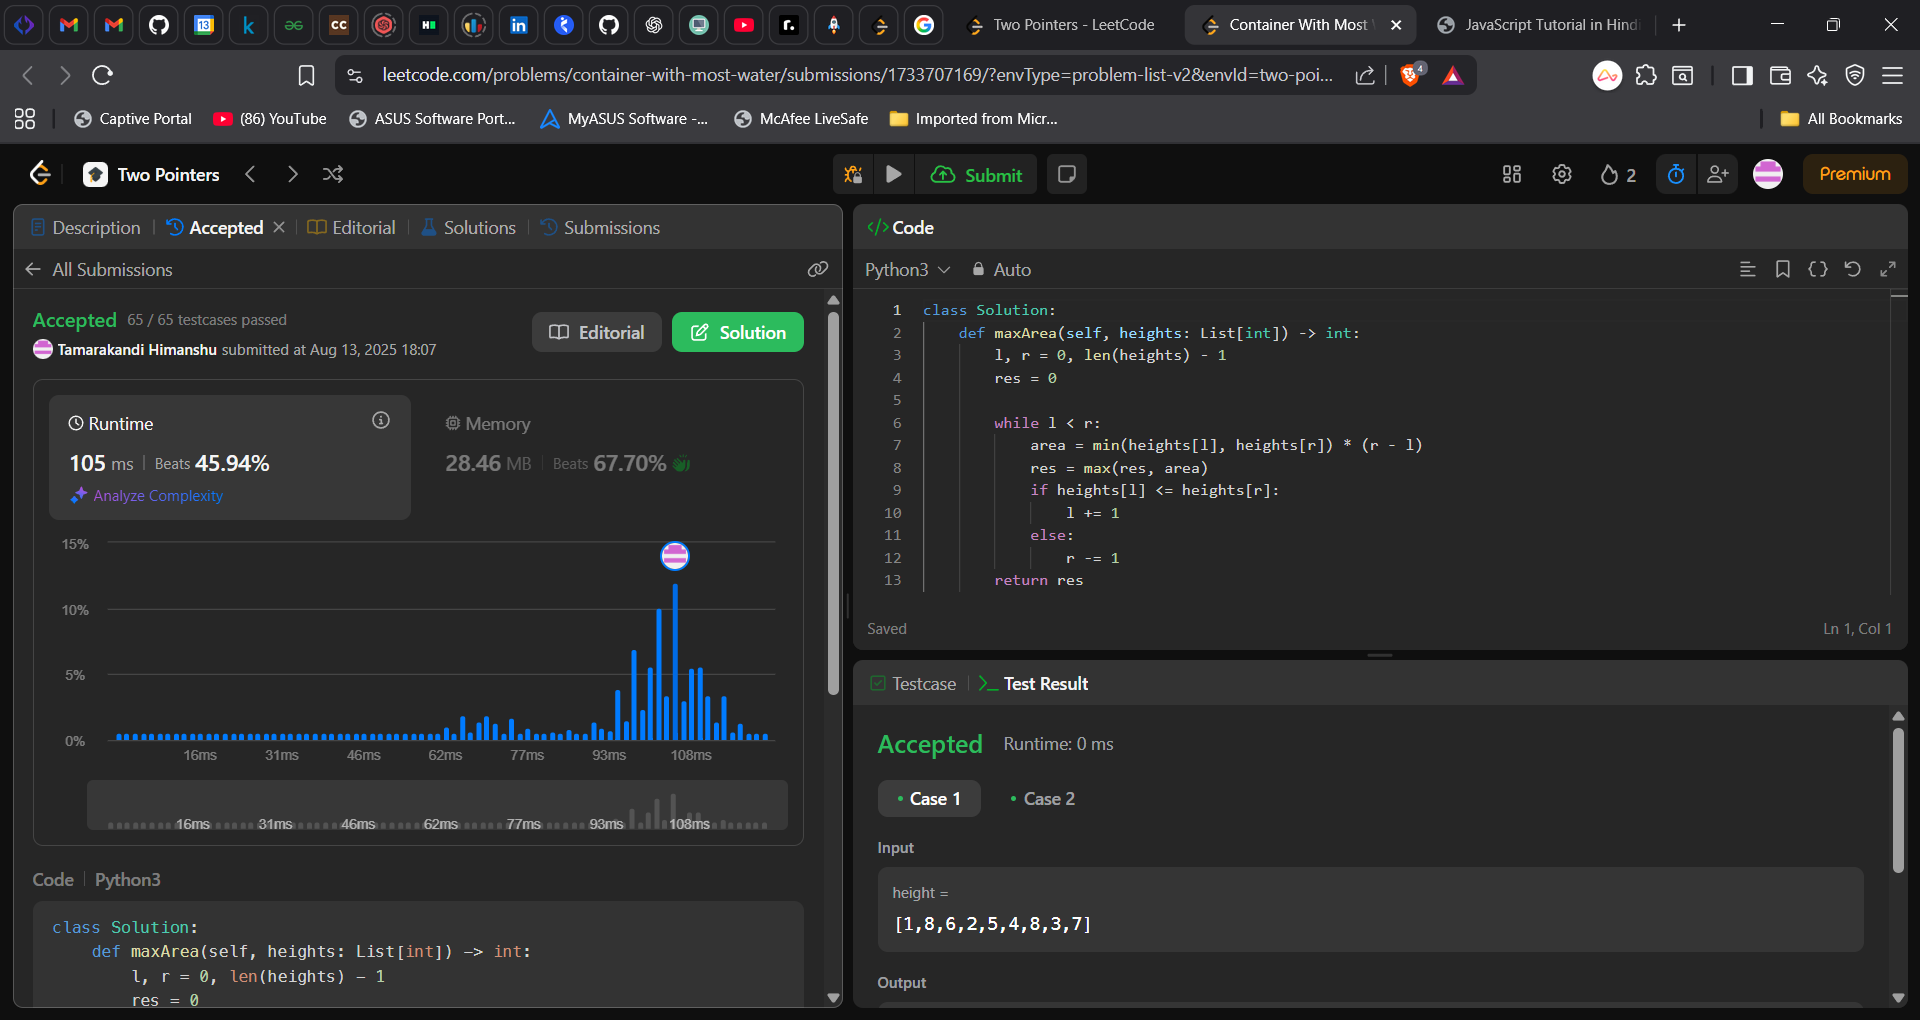 Two Pointers - LeetCode
Container With Most
JavaScript Tutorial in Hindi
leetcode.com/problems/container-with-most-water/submissions/1733707169/?envType=problem-list-v2&envId=two-poi...
4
Captive Portal
(86) YouTube
ASUS Software Port...
MyASUS Software -...
McAfee LiveSafe
Imported from Micr...
All Bookmarks
Two Pointers
Submit
2
Premium
Description
Accepted
Editorial
Solutions
Submissions
All Submissions
Accepted 65 / 65 testcases passed
Tamarakandi Himanshu submitted at Aug 13, 2025 18:07
Editorial
Solution
Runtime
105 ms | Beats 45.94%
Analyze Complexity
Memory
28.46 MB | Beats 67.70%
15%
10%
5%
0%
16ms 31ms 46ms 62ms 77ms 93ms 108ms
16ms 31ms 46ms 62ms 77ms 93ms 108ms
Code | Python3
class Solution:
    def maxArea(self, heights: List[int]) -> int:
        l, r = 0, len(heights) - 1
        res = 0
Code
Python3
Auto
1 class Solution:
2     def maxArea(self, heights: List[int]) -> int:
3         l, r = 0, len(heights) - 1
4         res = 0
5
6         while l < r:
7             area = min(heights[l], heights[r]) * (r - l)
8             res = max(res, area)
9             if heights[l] <= heights[r]:
10                 l += 1
11             else:
12                 r -= 1
13         return res
Saved
Ln 1, Col 1
Testcase
Test Result
Accepted Runtime: 0 ms
Case 1
Case 2
Input
height =
[1,8,6,2,5,4,8,3,7]
Output